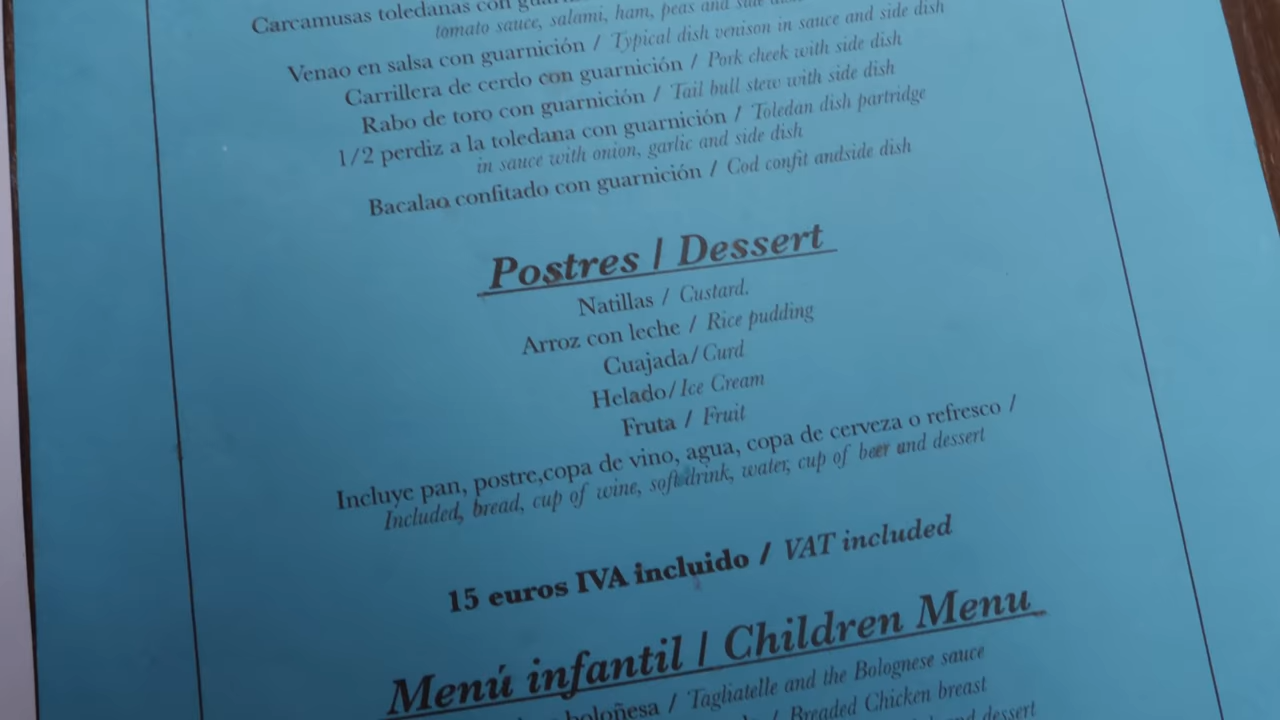 Carcamusas toledanas con
tomato sauce, salami, ham, peas and side
Venao en salsa con guarnición / Typical dish venison in sauce and side dish
Carrillera de cerdo con guarnición / Pork cheek with side dish
Rabo de toro con guarnición / Tail bull stew with side dish
1/2 perdiz a la toledana con guarnición / Toledan dish partridge
in sauce with onion, garlic and side dish
Bacalao confitado con guarnición / Cod confit andside dish
Postres / Dessert
Natillas / Custard.
Arroz con leche / Rice pudding
Cuajada/Curd
Helado/Ice Cream
Fruta / Fruit
Incluye pan, postre,copa de vino, agua, copa de cerveza o refresco /
Included, bread, cup of wine, soft drink, water, cup of beer and dessert
15 euros IVA incluido / VAT included
Menú infantil / Children Menu
boloñesa / Tagliatelle and the Bolognese sauce
/ Breaded Chicken breast
and dessert